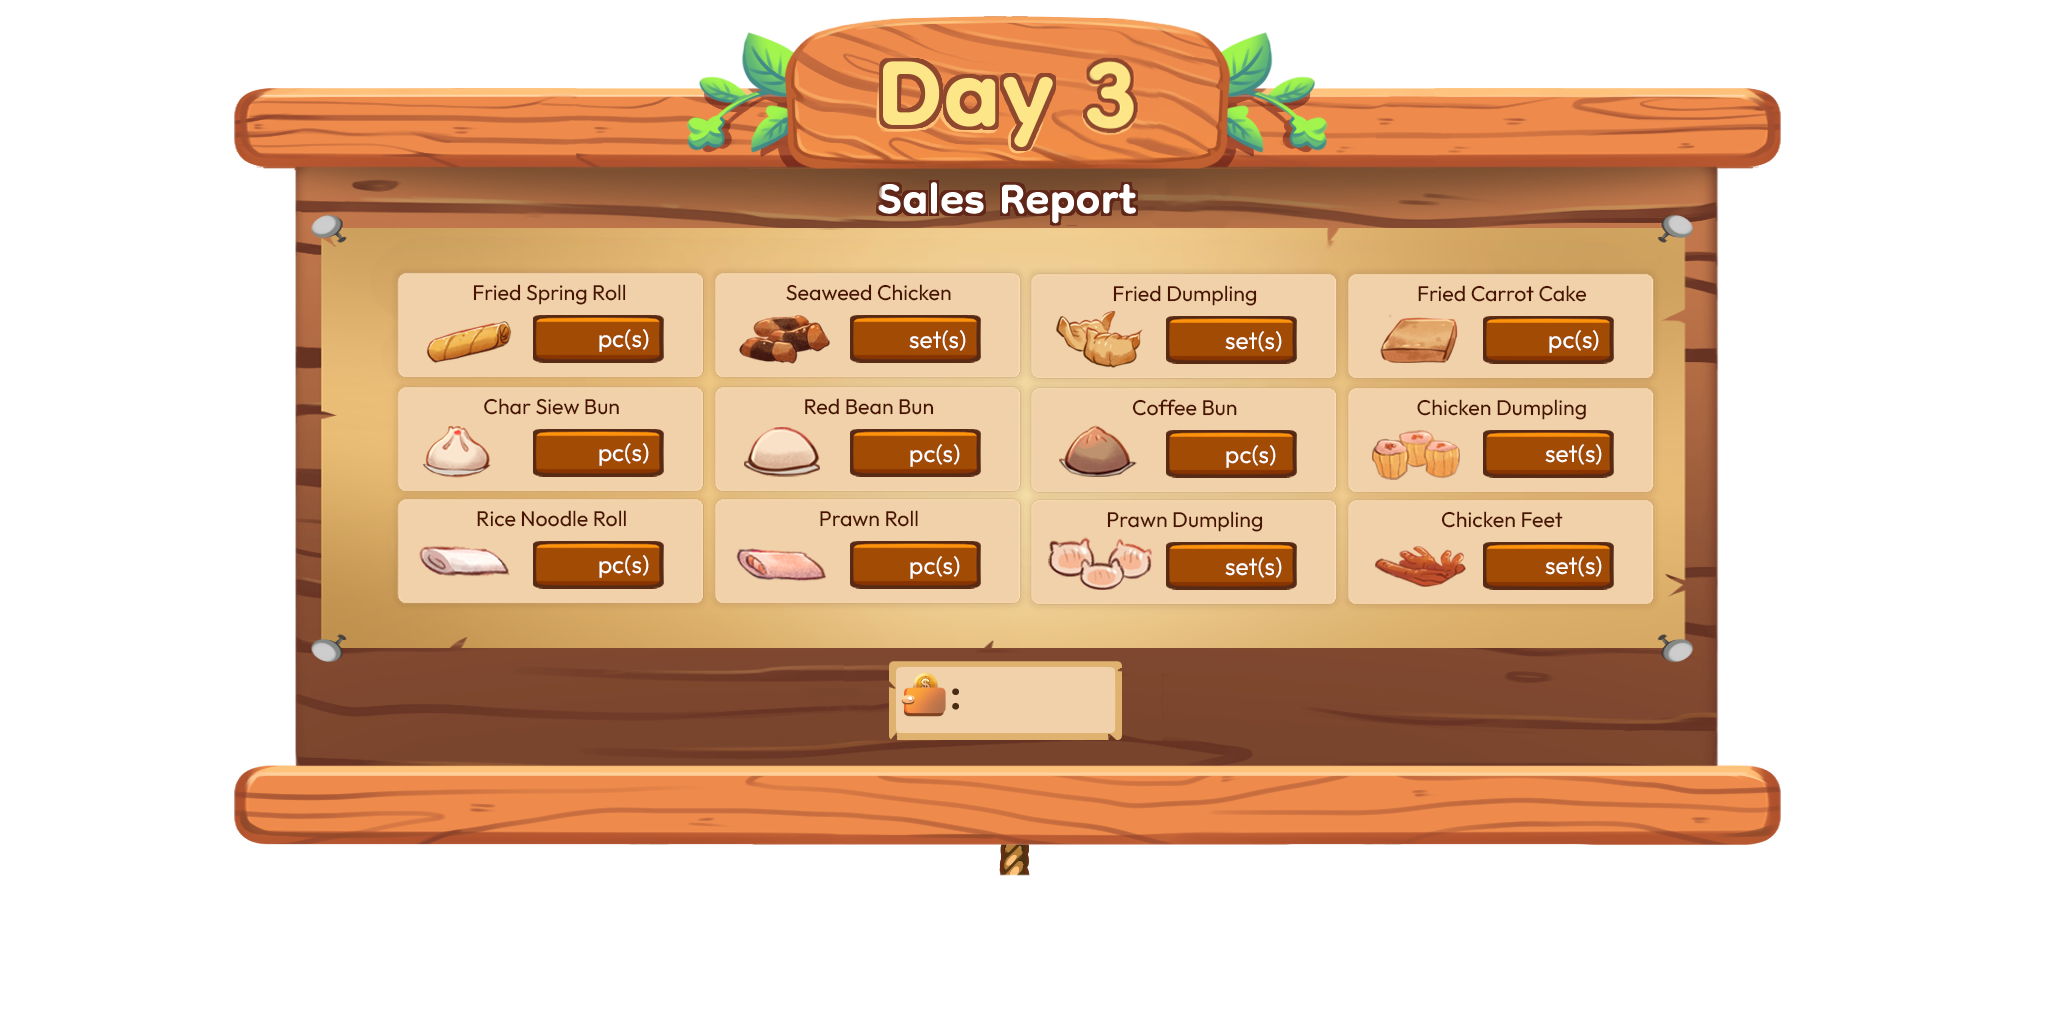 Day 3
Sales Report
Fried Spring Roll
pc(s)
Seaweed Chicken
set(s)
Fried Dumpling
set(s)
Fried Carrot Cake
pc(s)
Char Siew Bun
pc(s)
Red Bean Bun
pc(s)
Coffee Bun
pc(s)
Chicken Dumpling
set(s)
Rice Noodle Roll
pc(s)
Prawn Roll
pc(s)
Prawn Dumpling
set(s)
Chicken Feet
set(s)
$ :